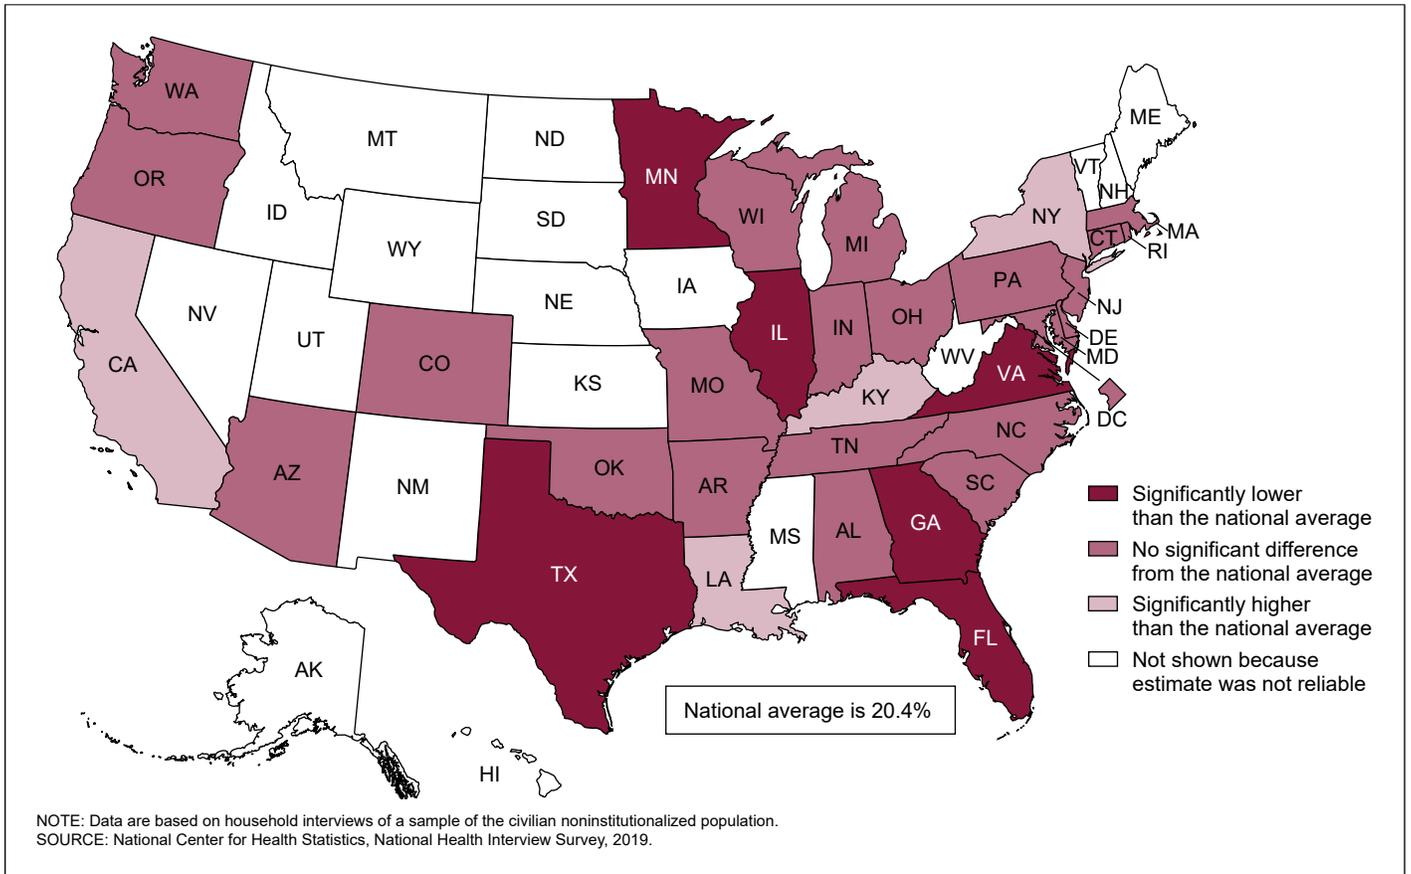 WA
OR
CA
ID
NV
MT
WY
UT
AZ
CO
NM
ND
SD
NE
KS
OK
TX
MN
IA
MO
AR
LA
WI
IL
MS
MI
IN
KY
TN
AL
OH
WV
VA
NC
SC
GA
FL
PA
NY
VT
NH
ME
MA
CT
RI
NJ
DE
MD
DC
AK
HI
Significantly lower
than the national average
No significant difference
from the national average
Significantly higher
than the national average
Not shown because
estimate was not reliable
National average is 20.4%
NOTE: Data are based on household interviews of a sample of the civilian noninstitutionalized population.
SOURCE: National Center for Health Statistics, National Health Interview Survey, 2019.